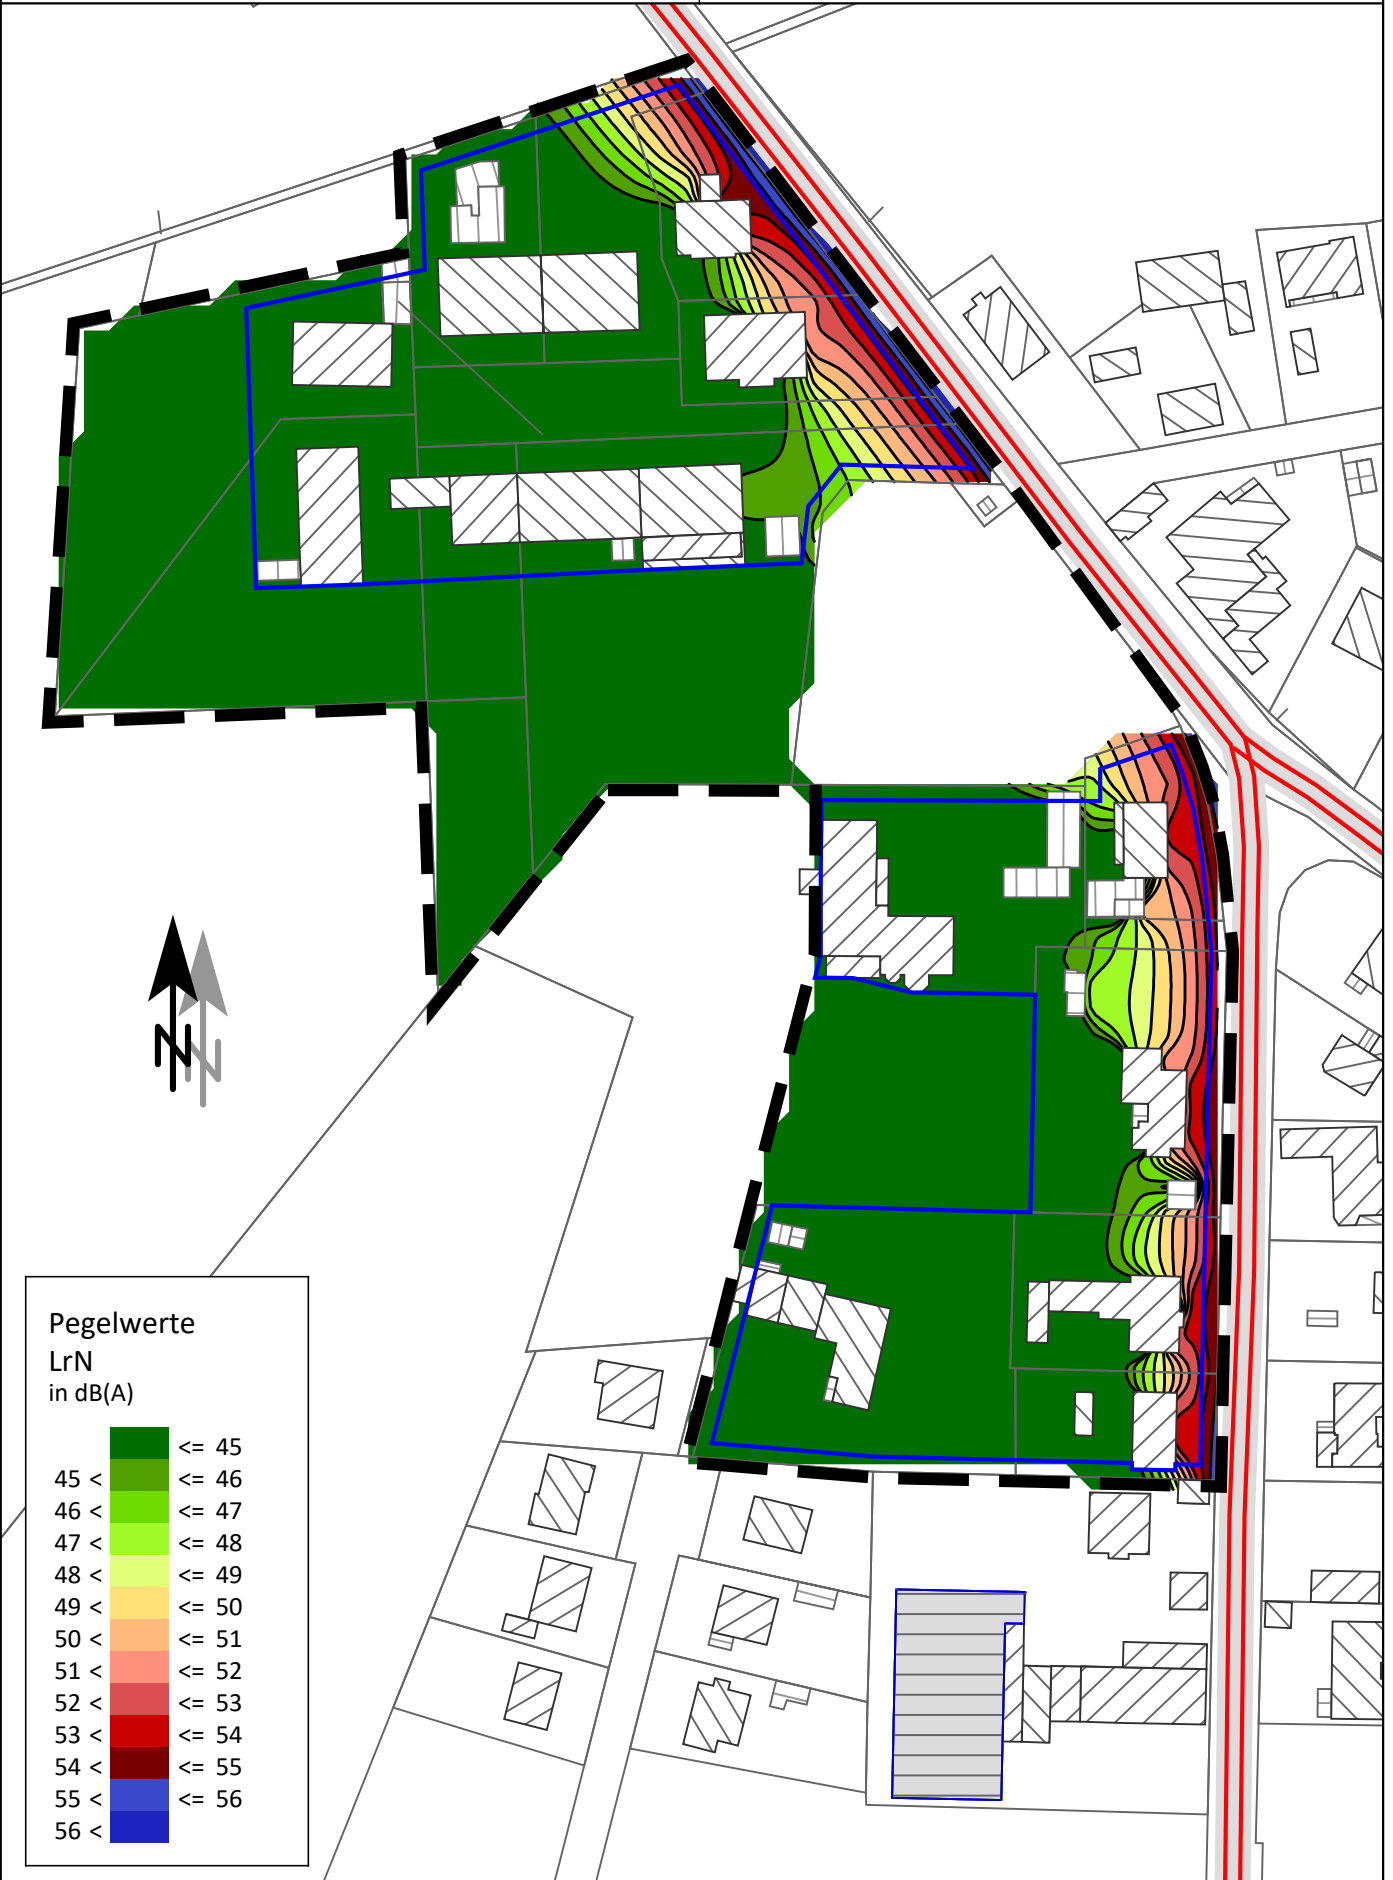 N
N
Pegelwerte
LrN
in dB(A)
<= 45
45 < <= 46
46 < <= 47
47 < <= 48
48 < <= 49
49 < <= 50
50 < <= 51
51 < <= 52
52 < <= 53
53 < <= 54
54 < <= 55
55 < <= 56
56 <